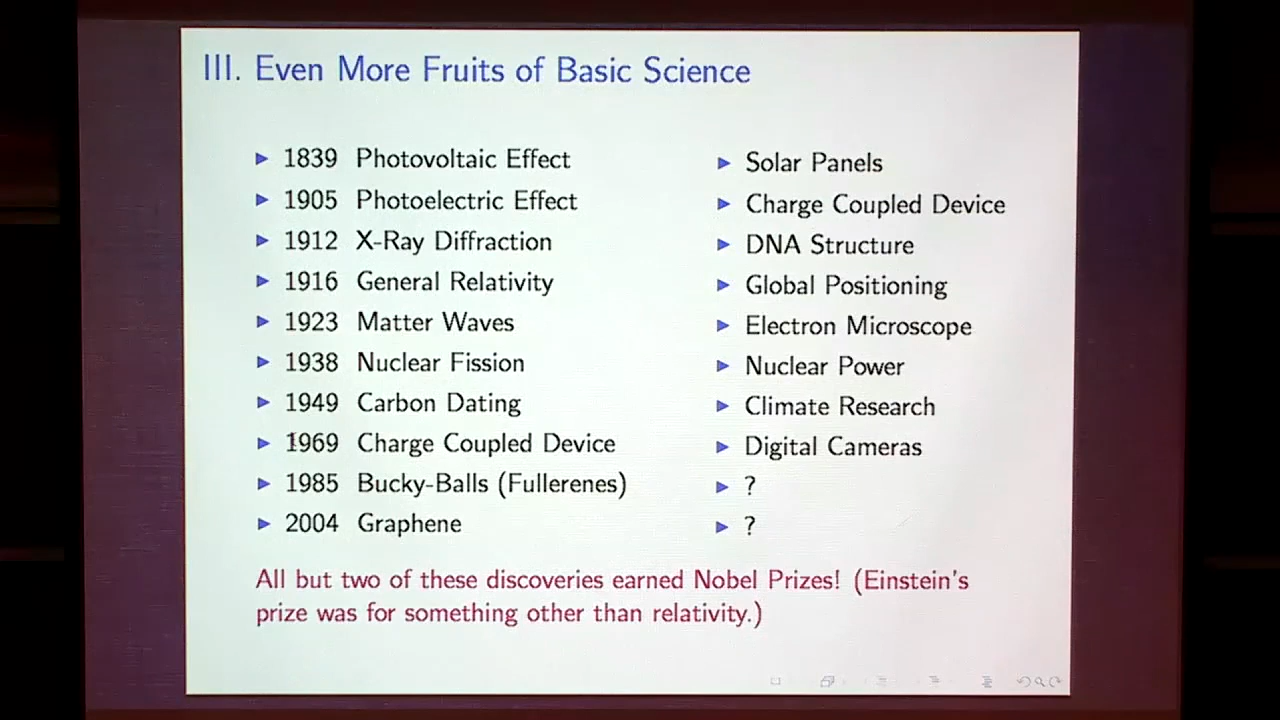 III. Even More Fruits of Basic Science
1839 Photovoltaic Effect
1905 Photoelectric Effect
1912 X-Ray Diffraction
1916 General Relativity
1923 Matter Waves
1938 Nuclear Fission
1949 Carbon Dating
1969 Charge Coupled Device
1985 Bucky-Balls (Fullerenes)
2004 Graphene
Solar Panels
Charge Coupled Device
DNA Structure
Global Positioning
Electron Microscope
Nuclear Power
Climate Research
Digital Cameras
?
?
All but two of these discoveries earned Nobel Prizes! (Einstein's
prize was for something other than relativity.)